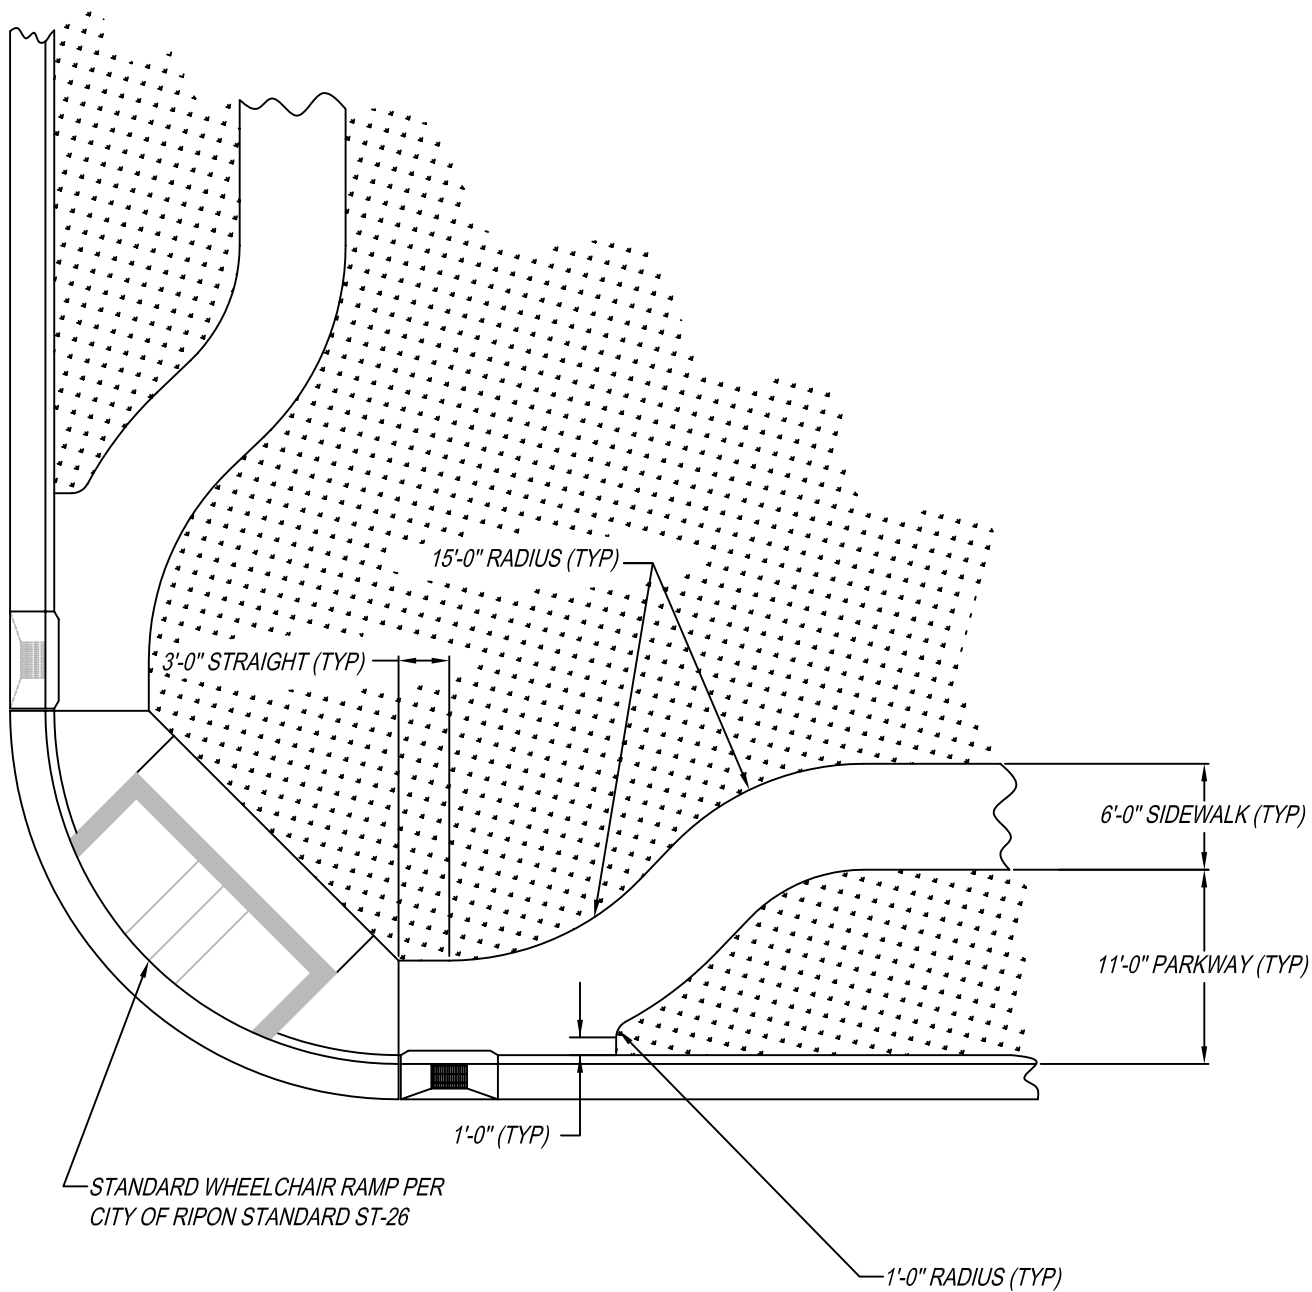 15'-0" RADIUS (TYP)
3'-0" STRAIGHT (TYP)
6'-0" SIDEWALK (TYP)
11'-0" PARKWAY (TYP)
1'-0" (TYP)
STANDARD WHEELCHAIR RAMP PER
CITY OF RIPON STANDARD ST-26
1'-0" RADIUS (TYP)